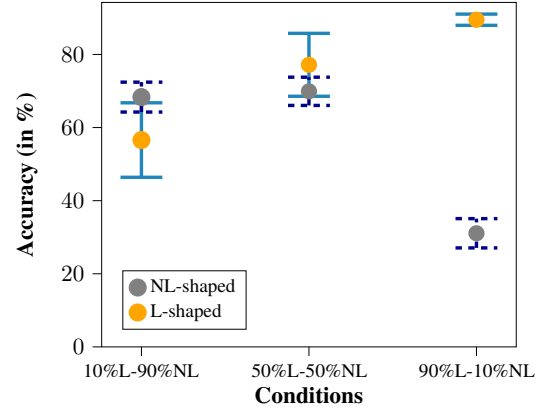 80
60
40
20
0
Accuracy (in %)
NL-shaped
L-shaped
10%L-90%NL 50%L-50%NL 90%L-10%NL
Conditions